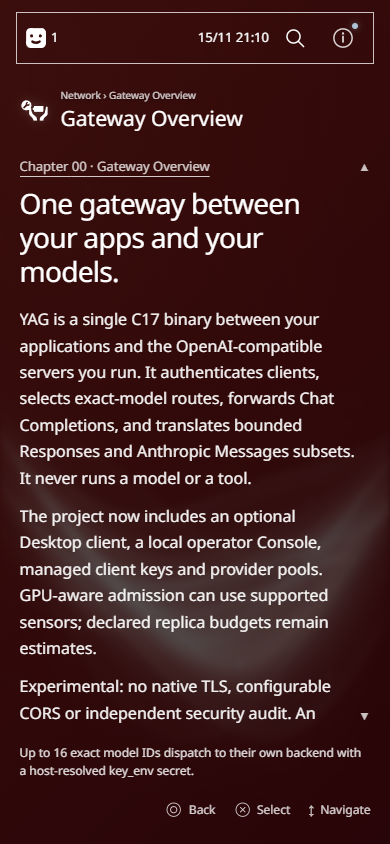 1
15/11 21:10
Network › Gateway Overview
Gateway Overview
Chapter 00 · Gateway Overview
One gateway between
your apps and your
models.
YAG is a single C17 binary between your
applications and the OpenAI-compatible
servers you run. It authenticates clients,
selects exact-model routes, forwards Chat
Completions, and translates bounded
Responses and Anthropic Messages subsets.
It never runs a model or a tool.
The project now includes an optional
Desktop client, a local operator Console,
managed client keys and provider pools.
GPU-aware admission can use supported
sensors; declared replica budgets remain
estimates.
Experimental: no native TLS, configurable
CORS or independent security audit. An
Up to 16 exact model IDs dispatch to their own backend with
a host-resolved key_env secret.
Back
Select
Navigate